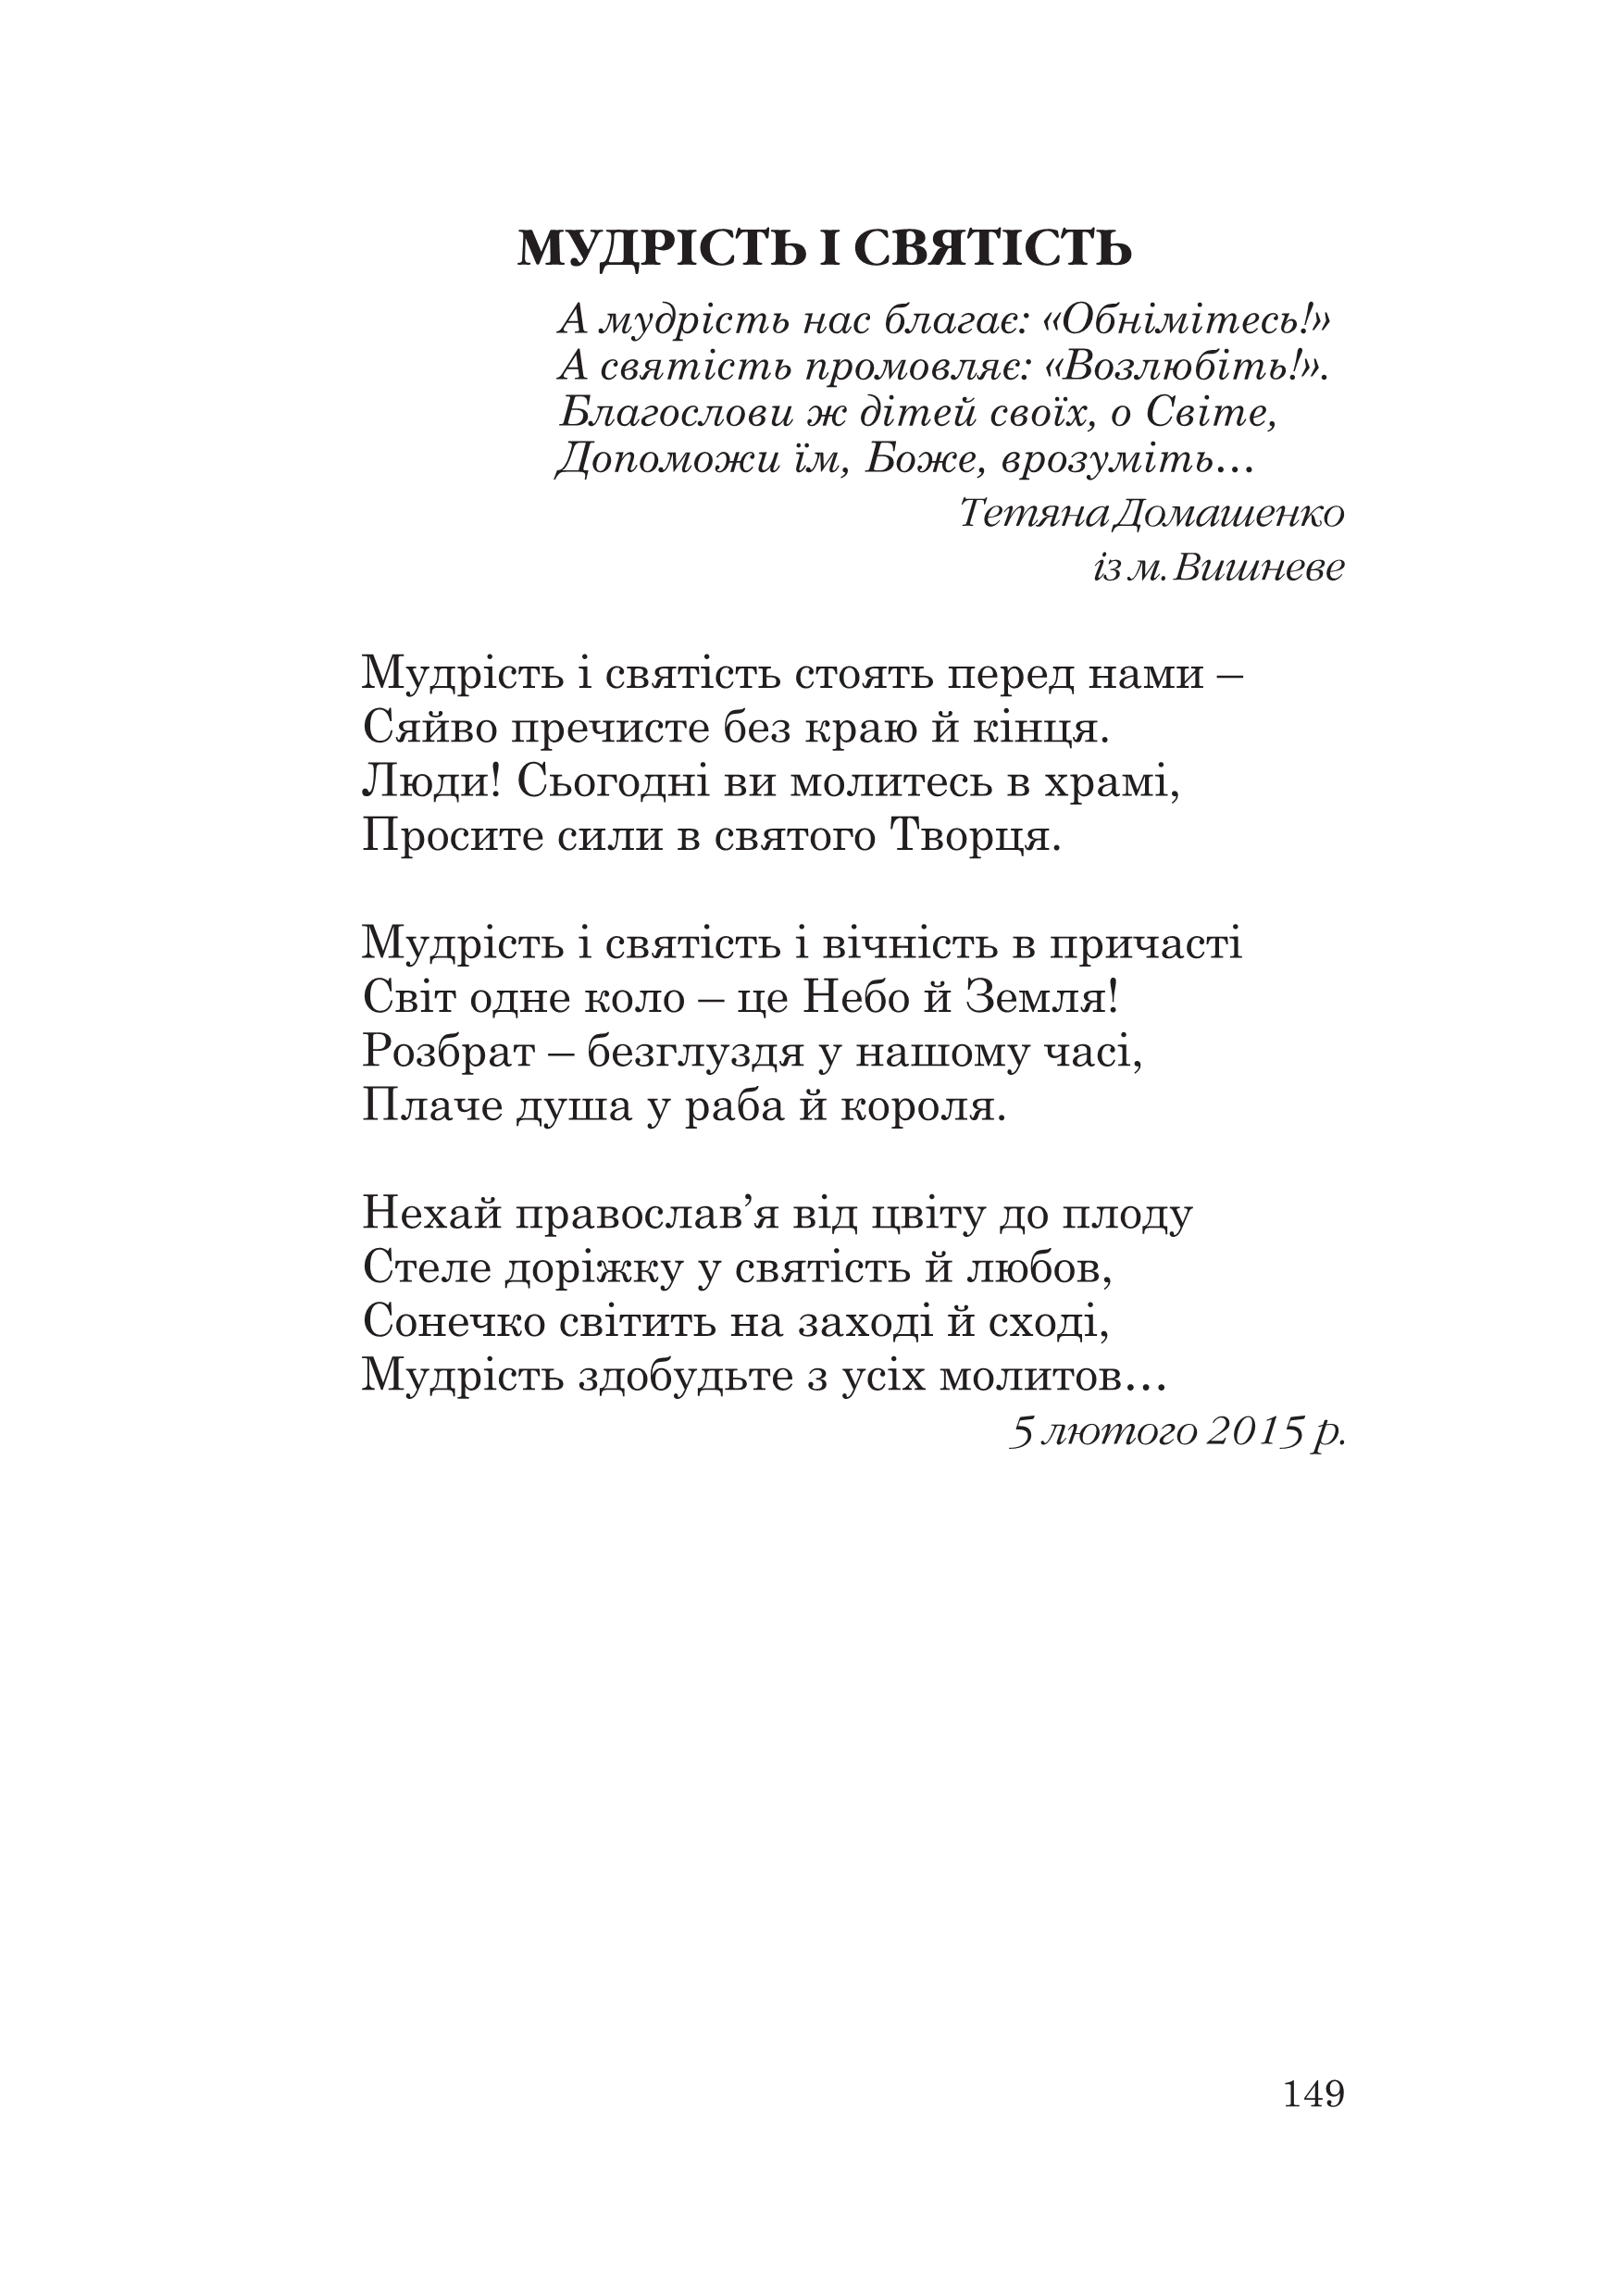 МУДРІСТЬ І СВЯТІСТЬ
А мудрість нас благає: «Обнімітесь!»
А святість промовляє: «Возлюбіть!».
Благослови ж дітей своїх, о Світе,
Допоможи їм, Боже, врозуміть...
Тетяна Домашенко
із м. Вишневе
Мудрість і святість стоять перед нами –
Сяйво пречисте без краю й кінця.
Люди! Сьогодні ви молитесь в храмі,
Просите сили в святого Творця.
Мудрість і святість і вічність в причасті
Світ одне коло – це Небо й Земля!
Розбрат – безглуздя у нашому часі,
Плаче душа у раба й короля.
Нехай православ’я від цвіту до плоду
Стеле доріжку у святість й любов,
Сонечко світить на заході й сході,
Мудрість здобудьте з усіх молитов...
5 лютого 2015 р.
149